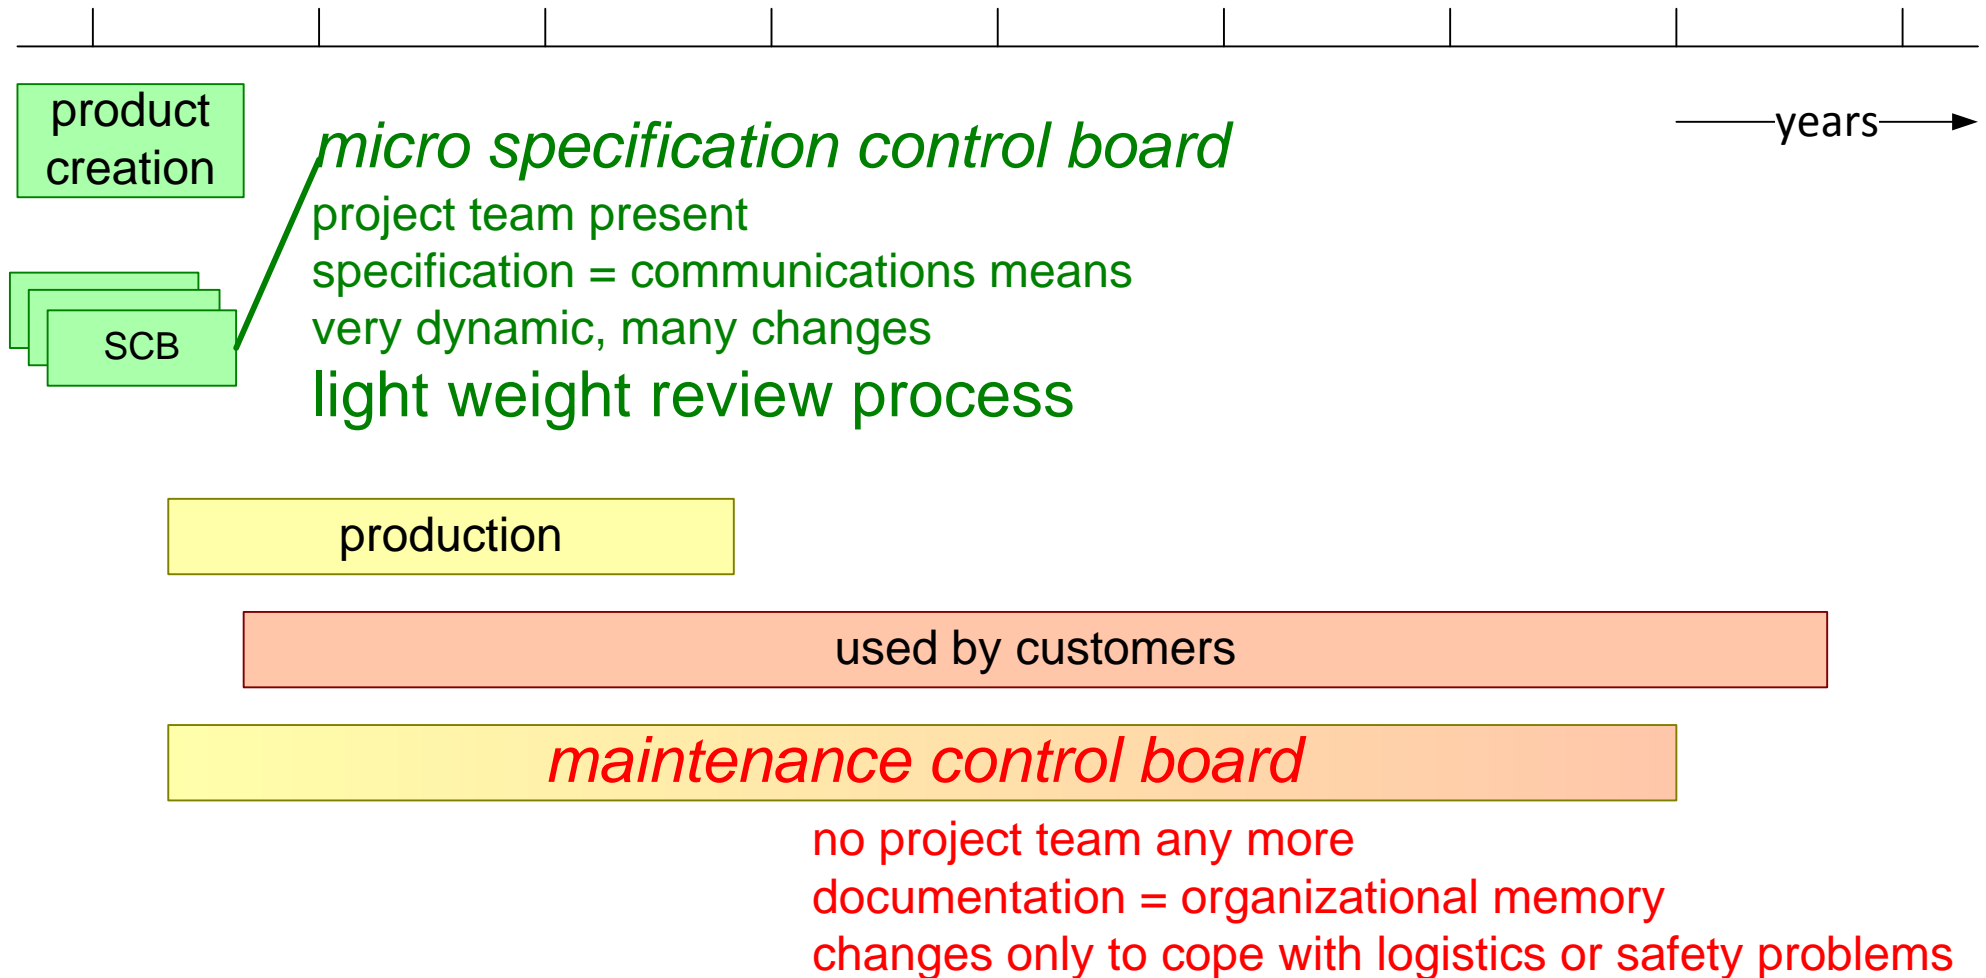 product
creation
years
micro specification control board
project team present
specification = communications means
very dynamic, many changes
light weight review process
SCB
production
used by customers
maintenance control board
no project team any more
documentation = organizational memory
changes only to cope with logistics or safety problems